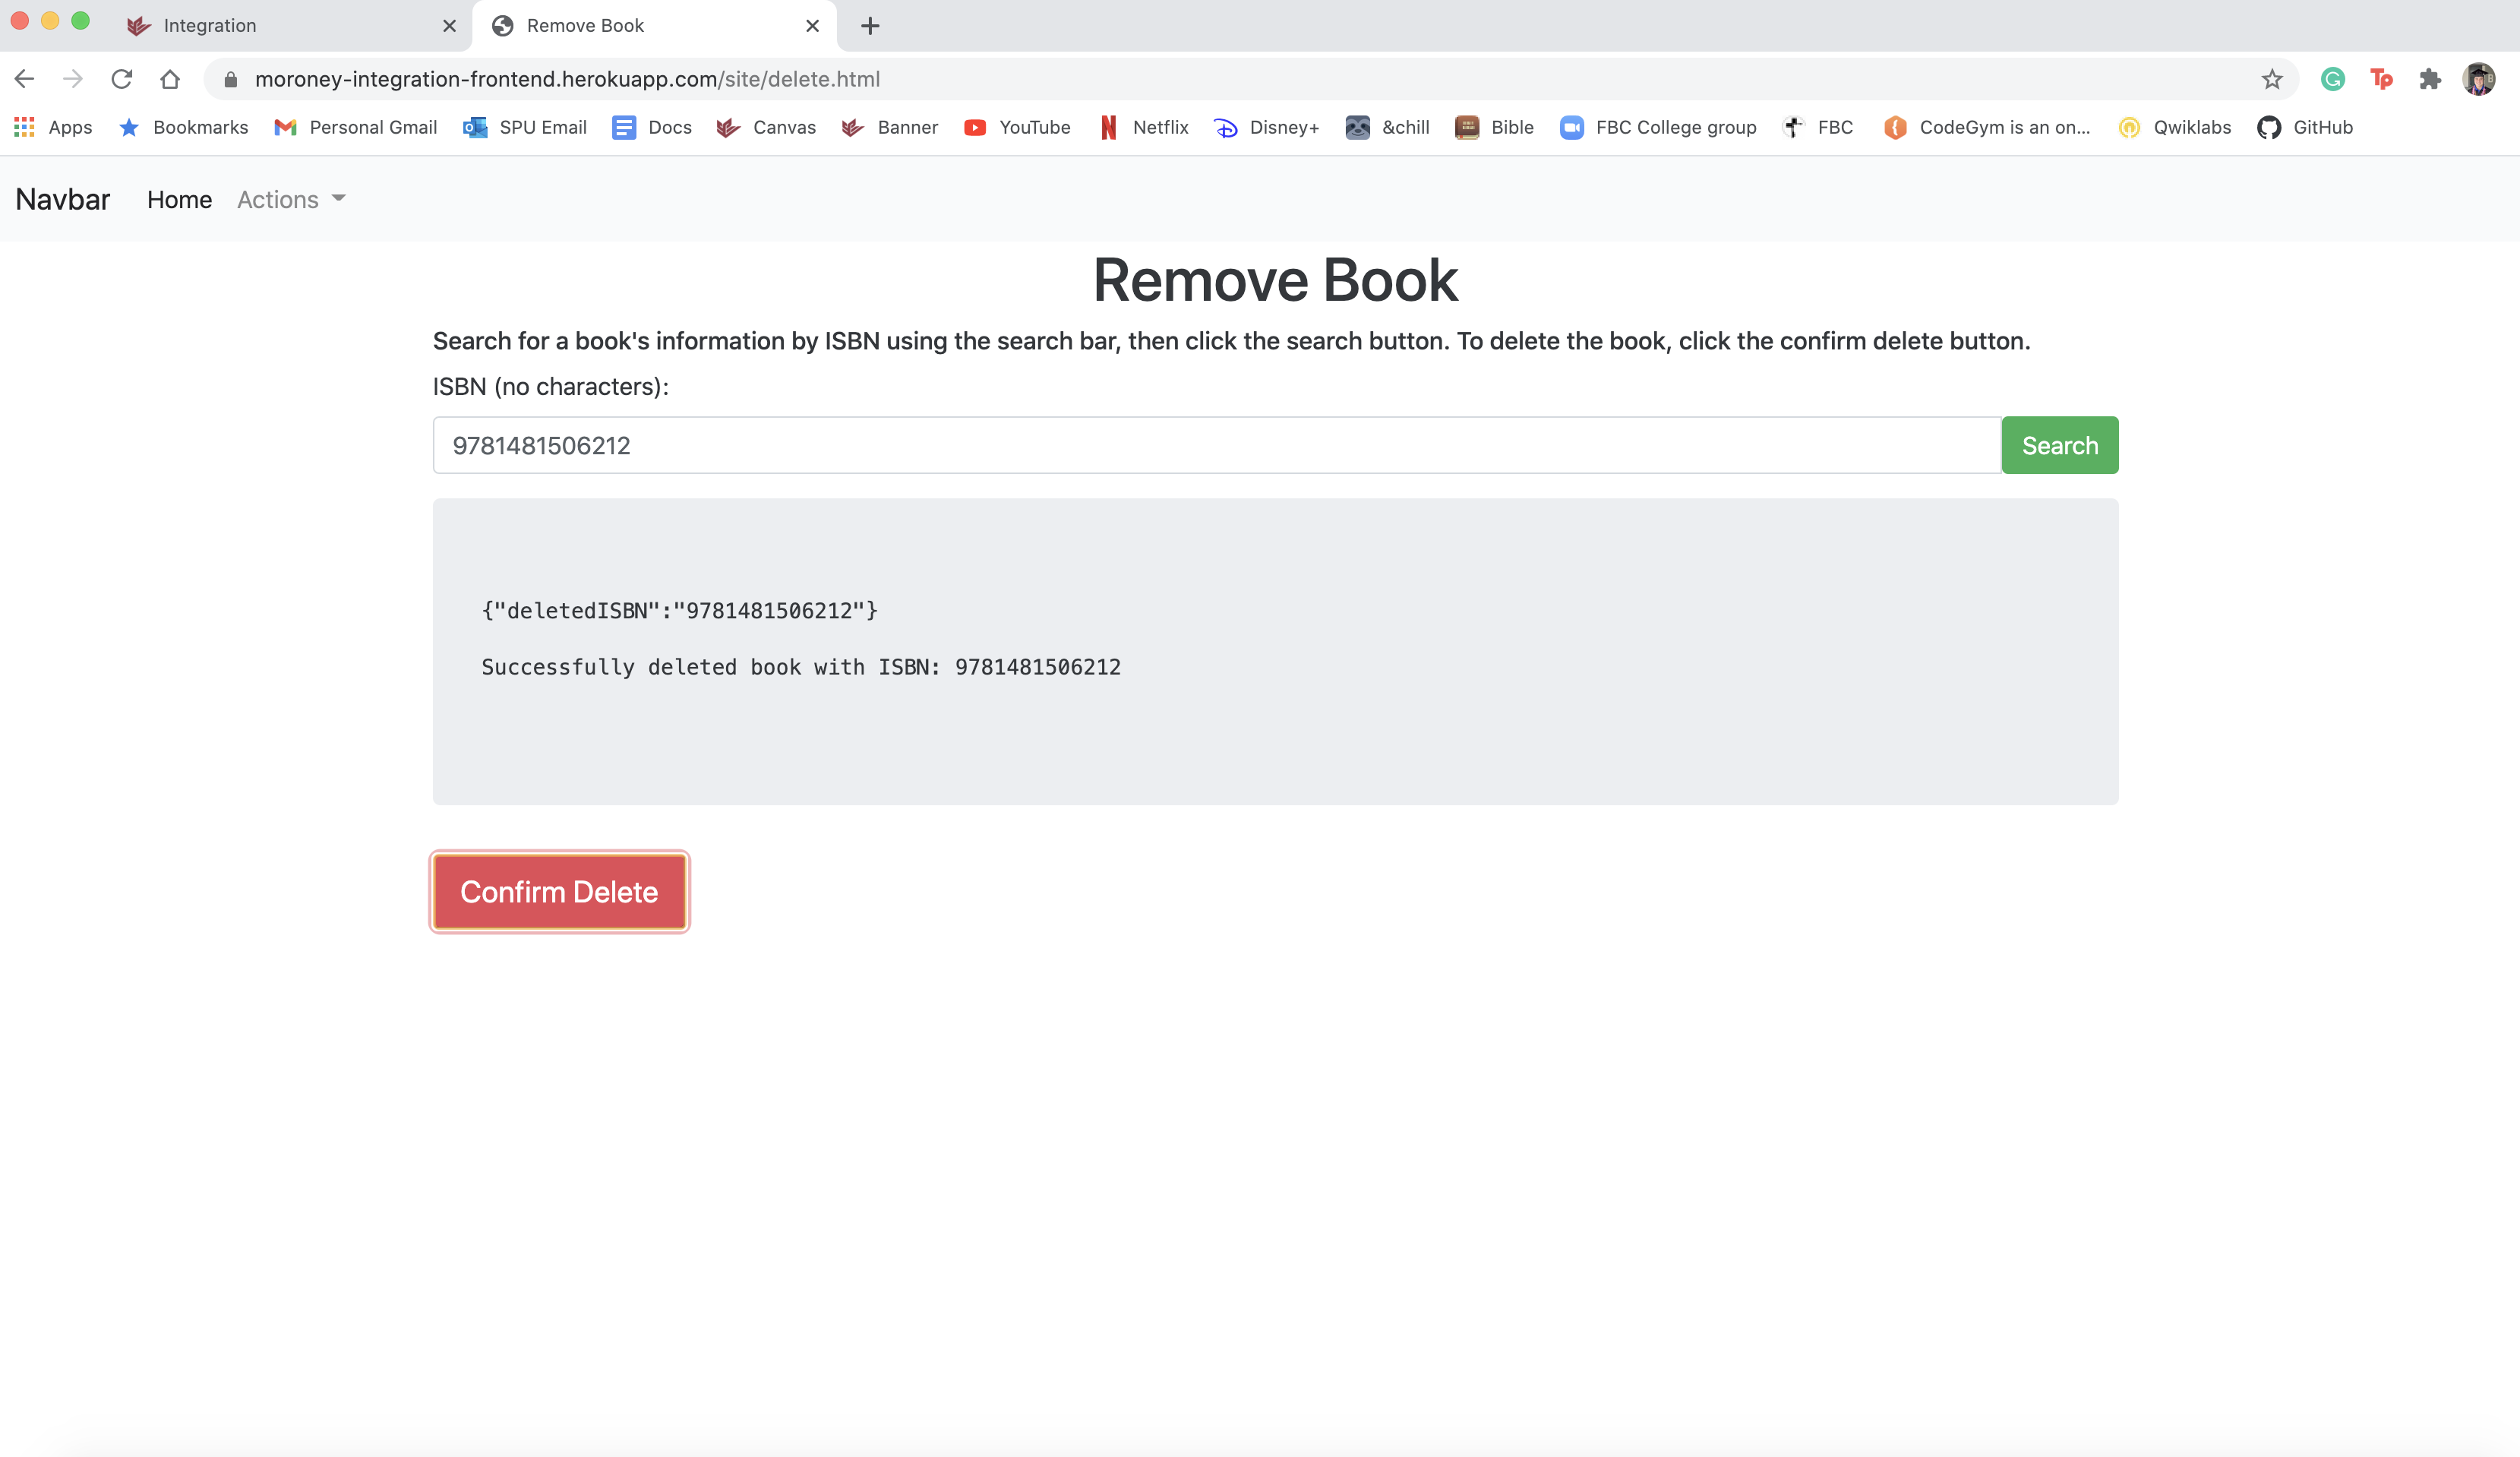 Integration
Remove Book
moroney-integration-frontend.herokuapp.com/site/delete.html
Apps Bookmarks Personal Gmail SPU Email Docs Canvas Banner YouTube Netflix Disney+ &chill Bible FBC College group FBC CodeGym is an on... Qwiklabs GitHub
Navbar Home Actions
Remove Book
Search for a book's information by ISBN using the search bar, then click the search button. To delete the book, click the confirm delete button.
ISBN (no characters):
9781481506212 Search
{"deletedISBN":"9781481506212"}
Successfully deleted book with ISBN: 9781481506212
Confirm Delete